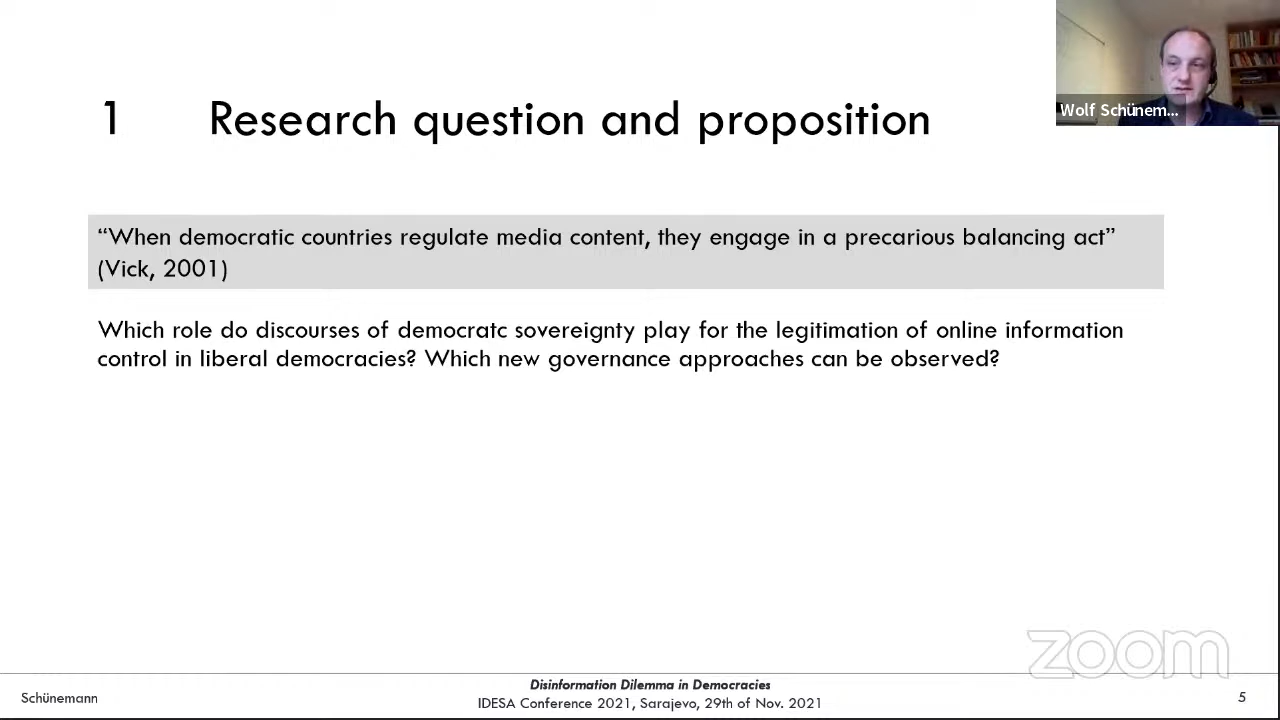 Wolf Schünem...
1 Research question and proposition
“When democratic countries regulate media content, they engage in a precarious balancing act”
(Vick, 2001)
Which role do discourses of democratc sovereignty play for the legitimation of online information
control in liberal democracies? Which new governance approaches can be observed?
zoom
Disinformation Dilemma in Democracies
Schünemann
IDESA Conference 2021, Sarajevo, 29th of Nov. 2021
5